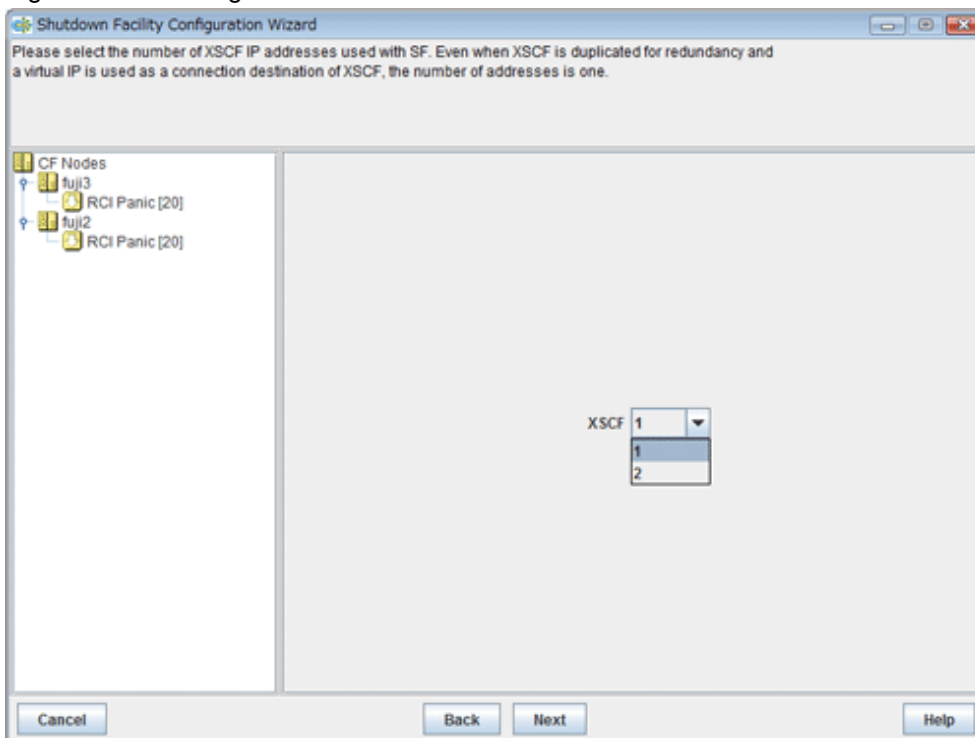 Shutdown Facility Configuration Wizard
Please select the number of XSCF IP addresses used with SF. Even when XSCF is duplicated for redundancy and
a virtual IP is used as a connection destination of XSCF, the number of addresses is one.
CF Nodes
fuji3
RCI Panic [20]
fuji2
RCI Panic [20]
XSCF 1
1
2
Cancel Back Next Help